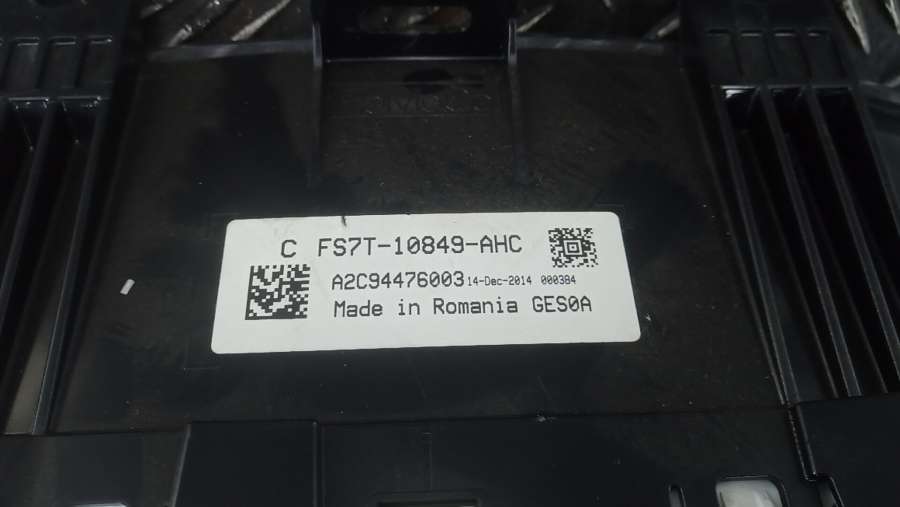 C FS7T-10849-AHC
A2C94476003 14-Dec-2014 000384
Made in Romania GES0A